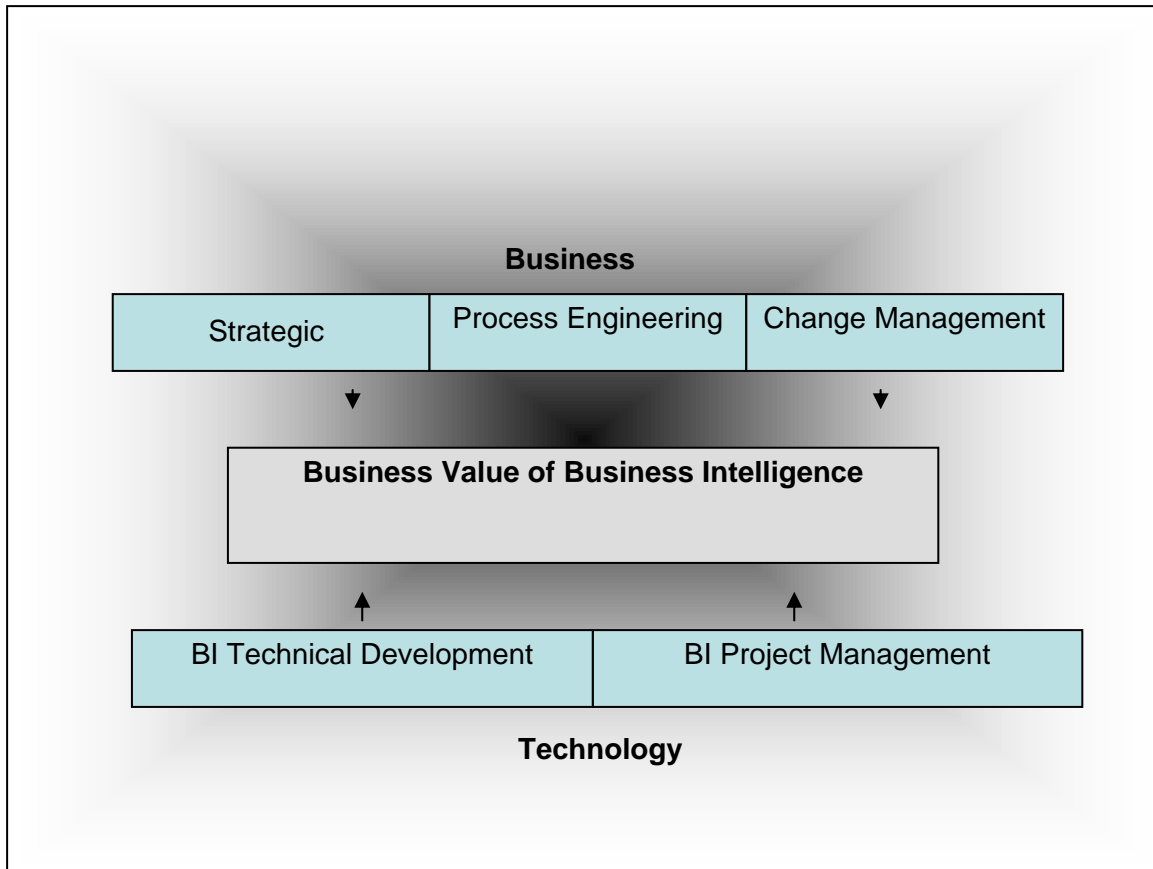 Business
Strategic
Process Engineering
Change Management
Business Value of Business Intelligence
BI Technical Development
BI Project Management
Technology